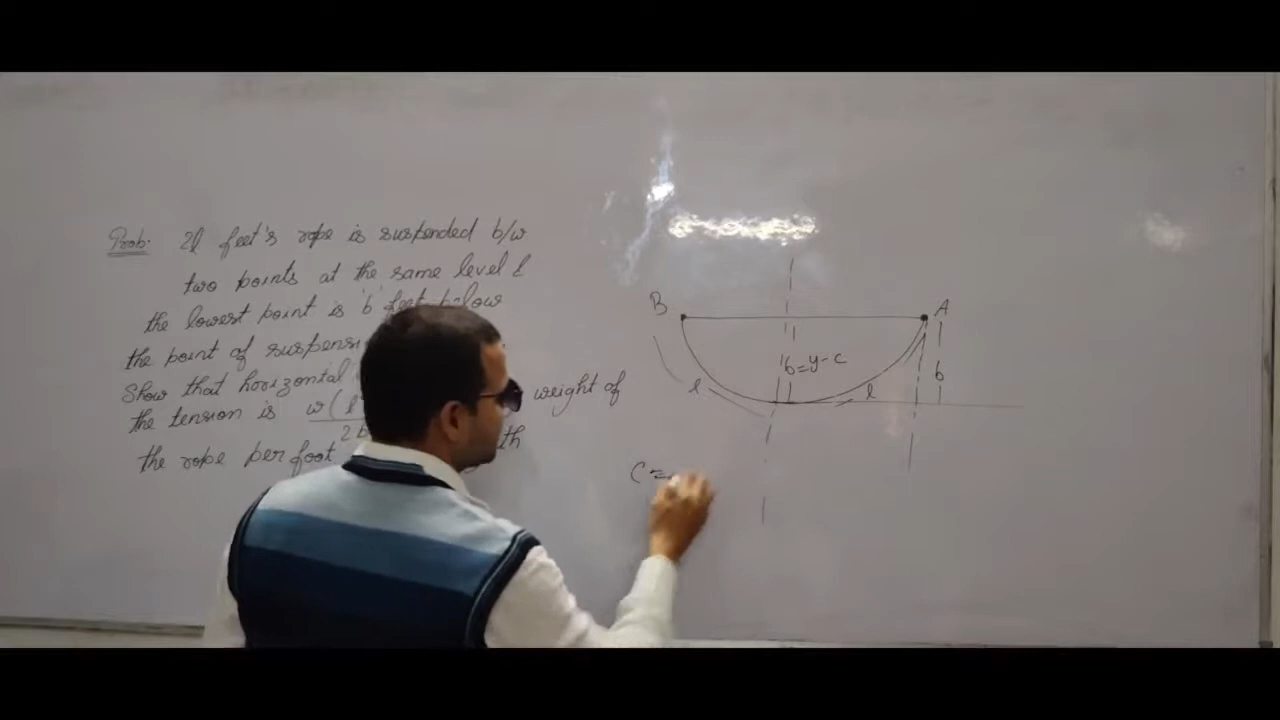 Prob. 2l feet's rope is suspended b/w
two points at the same level &
the lowest point is 'b' feet below
the point of suspensi
Show that horizontal
the tension is w(l
2b
weight of
the rope per foot
th
B
A
b=y-c
b
l
l
C=